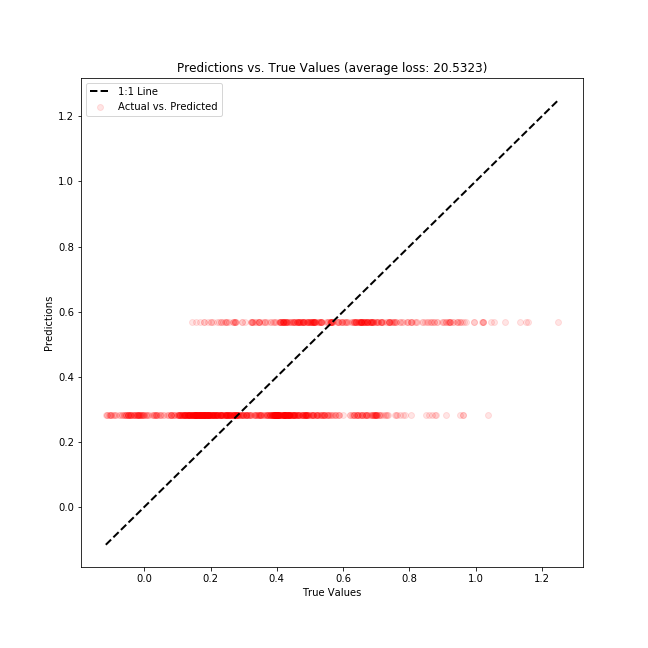 Predictions vs. True Values (average loss: 20.5323)
1:1 Line
Actual vs. Predicted
1.2
1.0
0.8
0.6
0.4
0.2
0.0
Predictions
0.0 0.2 0.4 0.6 0.8 1.0 1.2
True Values